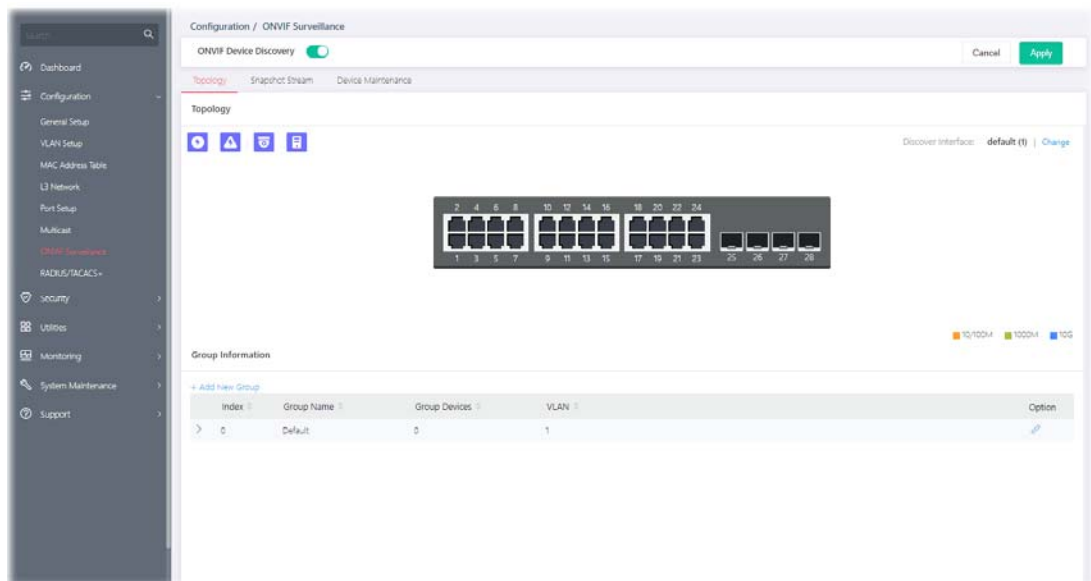 Search
Configuration / ONVIF Surveillance
ONVIF Device Discovery
Cancel
Apply
Dashboard
Configuration
General Setup
VLAN Setup
MAC Address Table
L3 Network
Port Setup
Multicast
ONVIF Surveillance
RADIUS/TACACS+
Security
Utilities
Monitoring
System Maintenance
Support
Topology
Snapshot Stream
Device Maintenance
Topology
Discover Interface: default (1) | Change
2 4 6 8 10 12 14 16 18 20 22 24
1 3 5 7 9 11 13 15 17 19 21 23 25 26 27 28
10/100M 1000M 10G
Group Information
+ Add New Group
Index Group Name Group Devices VLAN Option
0 Default 0 1